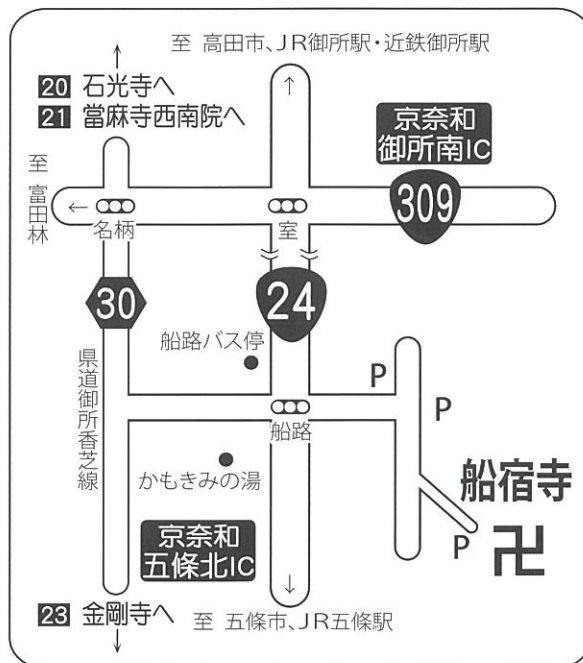 至 高田市、JR御所駅・近鉄御所駅
20 石光寺へ
21 當麻寺西南院へ
京奈和
御所南IC
至 富田林
←
309
名柄
室
30
24
船路バス停
県道御所香芝線
P
P
船路
船宿寺
かもきみの湯
P
卍
京奈和
五條北IC
23 金剛寺へ
至 五條市、JR五條駅